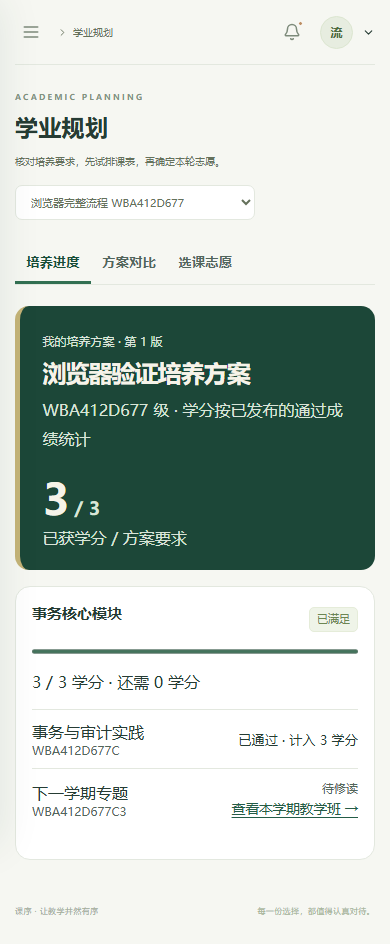 学业规划
流
ACADEMIC PLANNING
学业规划
核对培养要求，先试排课表，再确定本轮志愿。
浏览器完整流程 WBA412D677
培养进度 方案对比 选课志愿
我的培养方案 · 第 1 版
浏览器验证培养方案
WBA412D677 级 · 学分按已发布的通过成
绩统计
3 / 3
已获学分 / 方案要求
事务核心模块
已满足
3 / 3 学分 · 还需 0 学分
事务与审计实践
WBA412D677C
已通过 · 计入 3 学分
下一学期专题
WBA412D677C3
待修读
查看本学期教学班 →
课序 · 让教学井然有序
每一份选择，都值得认真对待。